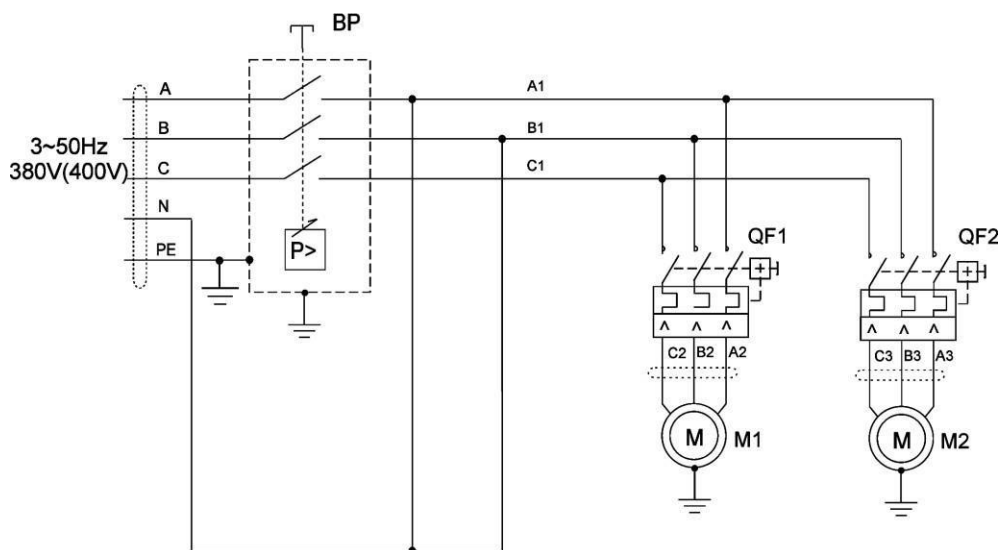 BP
A
A1
B
B1
3~50Hz
380V(400V)
C
C1
N
PE
P>
QF1
QF2
C2
B2
A2
C3
B3
A3
M
M1
M
M2